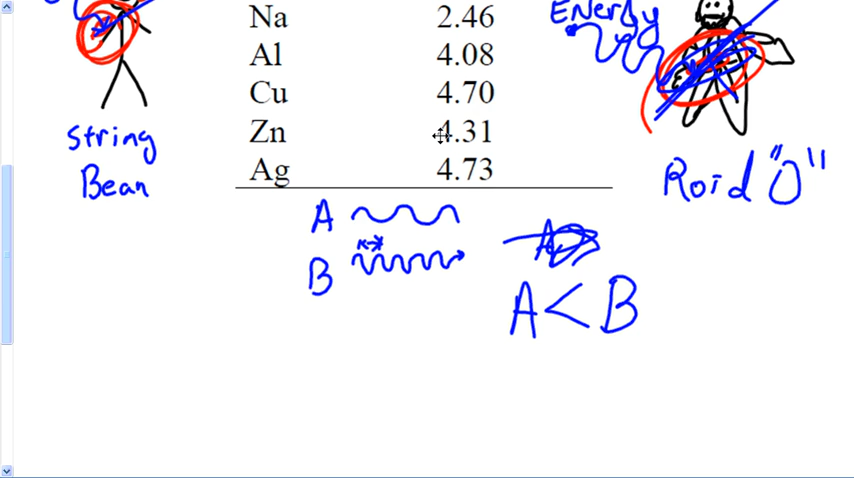 ENErgy
Na 2.46
Al 4.08
Cu 4.70
Zn 4.31
Ag 4.73
String
Bean
Roid "O"
A
B
A < B